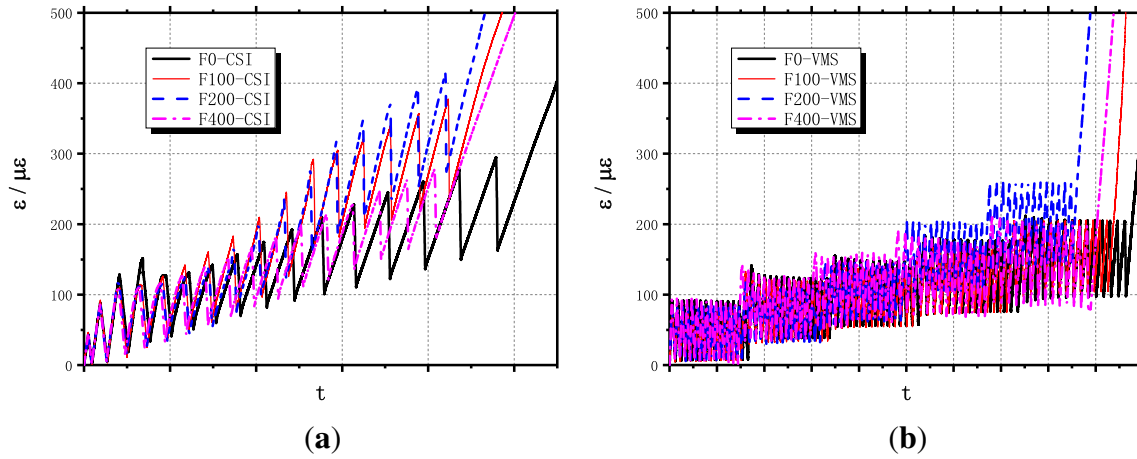 500
400
300
200
100
0
ε / με
F0-CSI
F100-CSI
F200-CSI
F400-CSI
t
(a)
500
400
300
200
100
0
ε / με
F0-VMS
F100-VMS
F200-VMS
F400-VMS
t
(b)